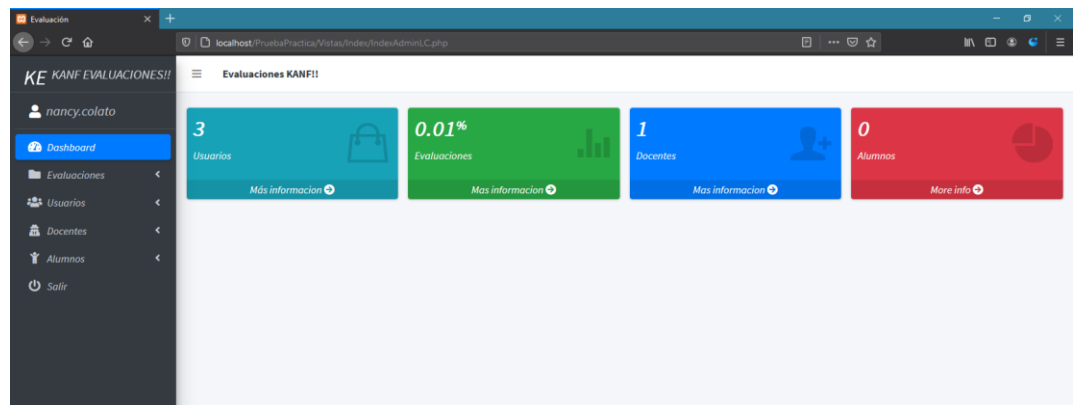 Evaluación
localhost/PruebaPractica/Vistas/Index/IndexAdminLC.php
KE KANF EVALUACIONES!!
nancy.colato
Dashboard
Evaluaciones
Usuarios
Docentes
Alumnos
Salir
Evaluaciones KANF!!
3
Usuarios
Más informacion
0.01%
Evaluaciones
Mas informacion
1
Docentes
Mas informacion
0
Alumnos
More info